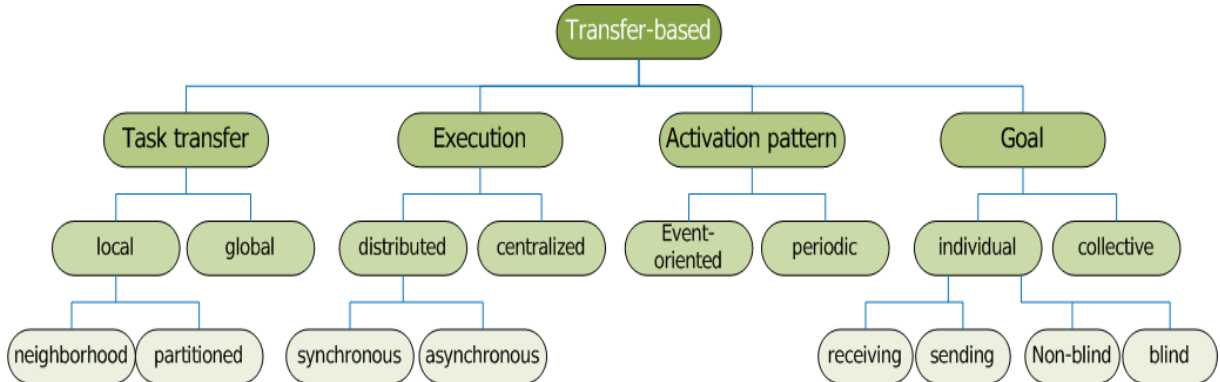 Transfer-based
Task transfer
Execution
Activation pattern
Goal
local
global
distributed
centralized
Event-
oriented
periodic
individual
collective
neighborhood
partitioned
synchronous
asynchronous
receiving
sending
Non-blind
blind